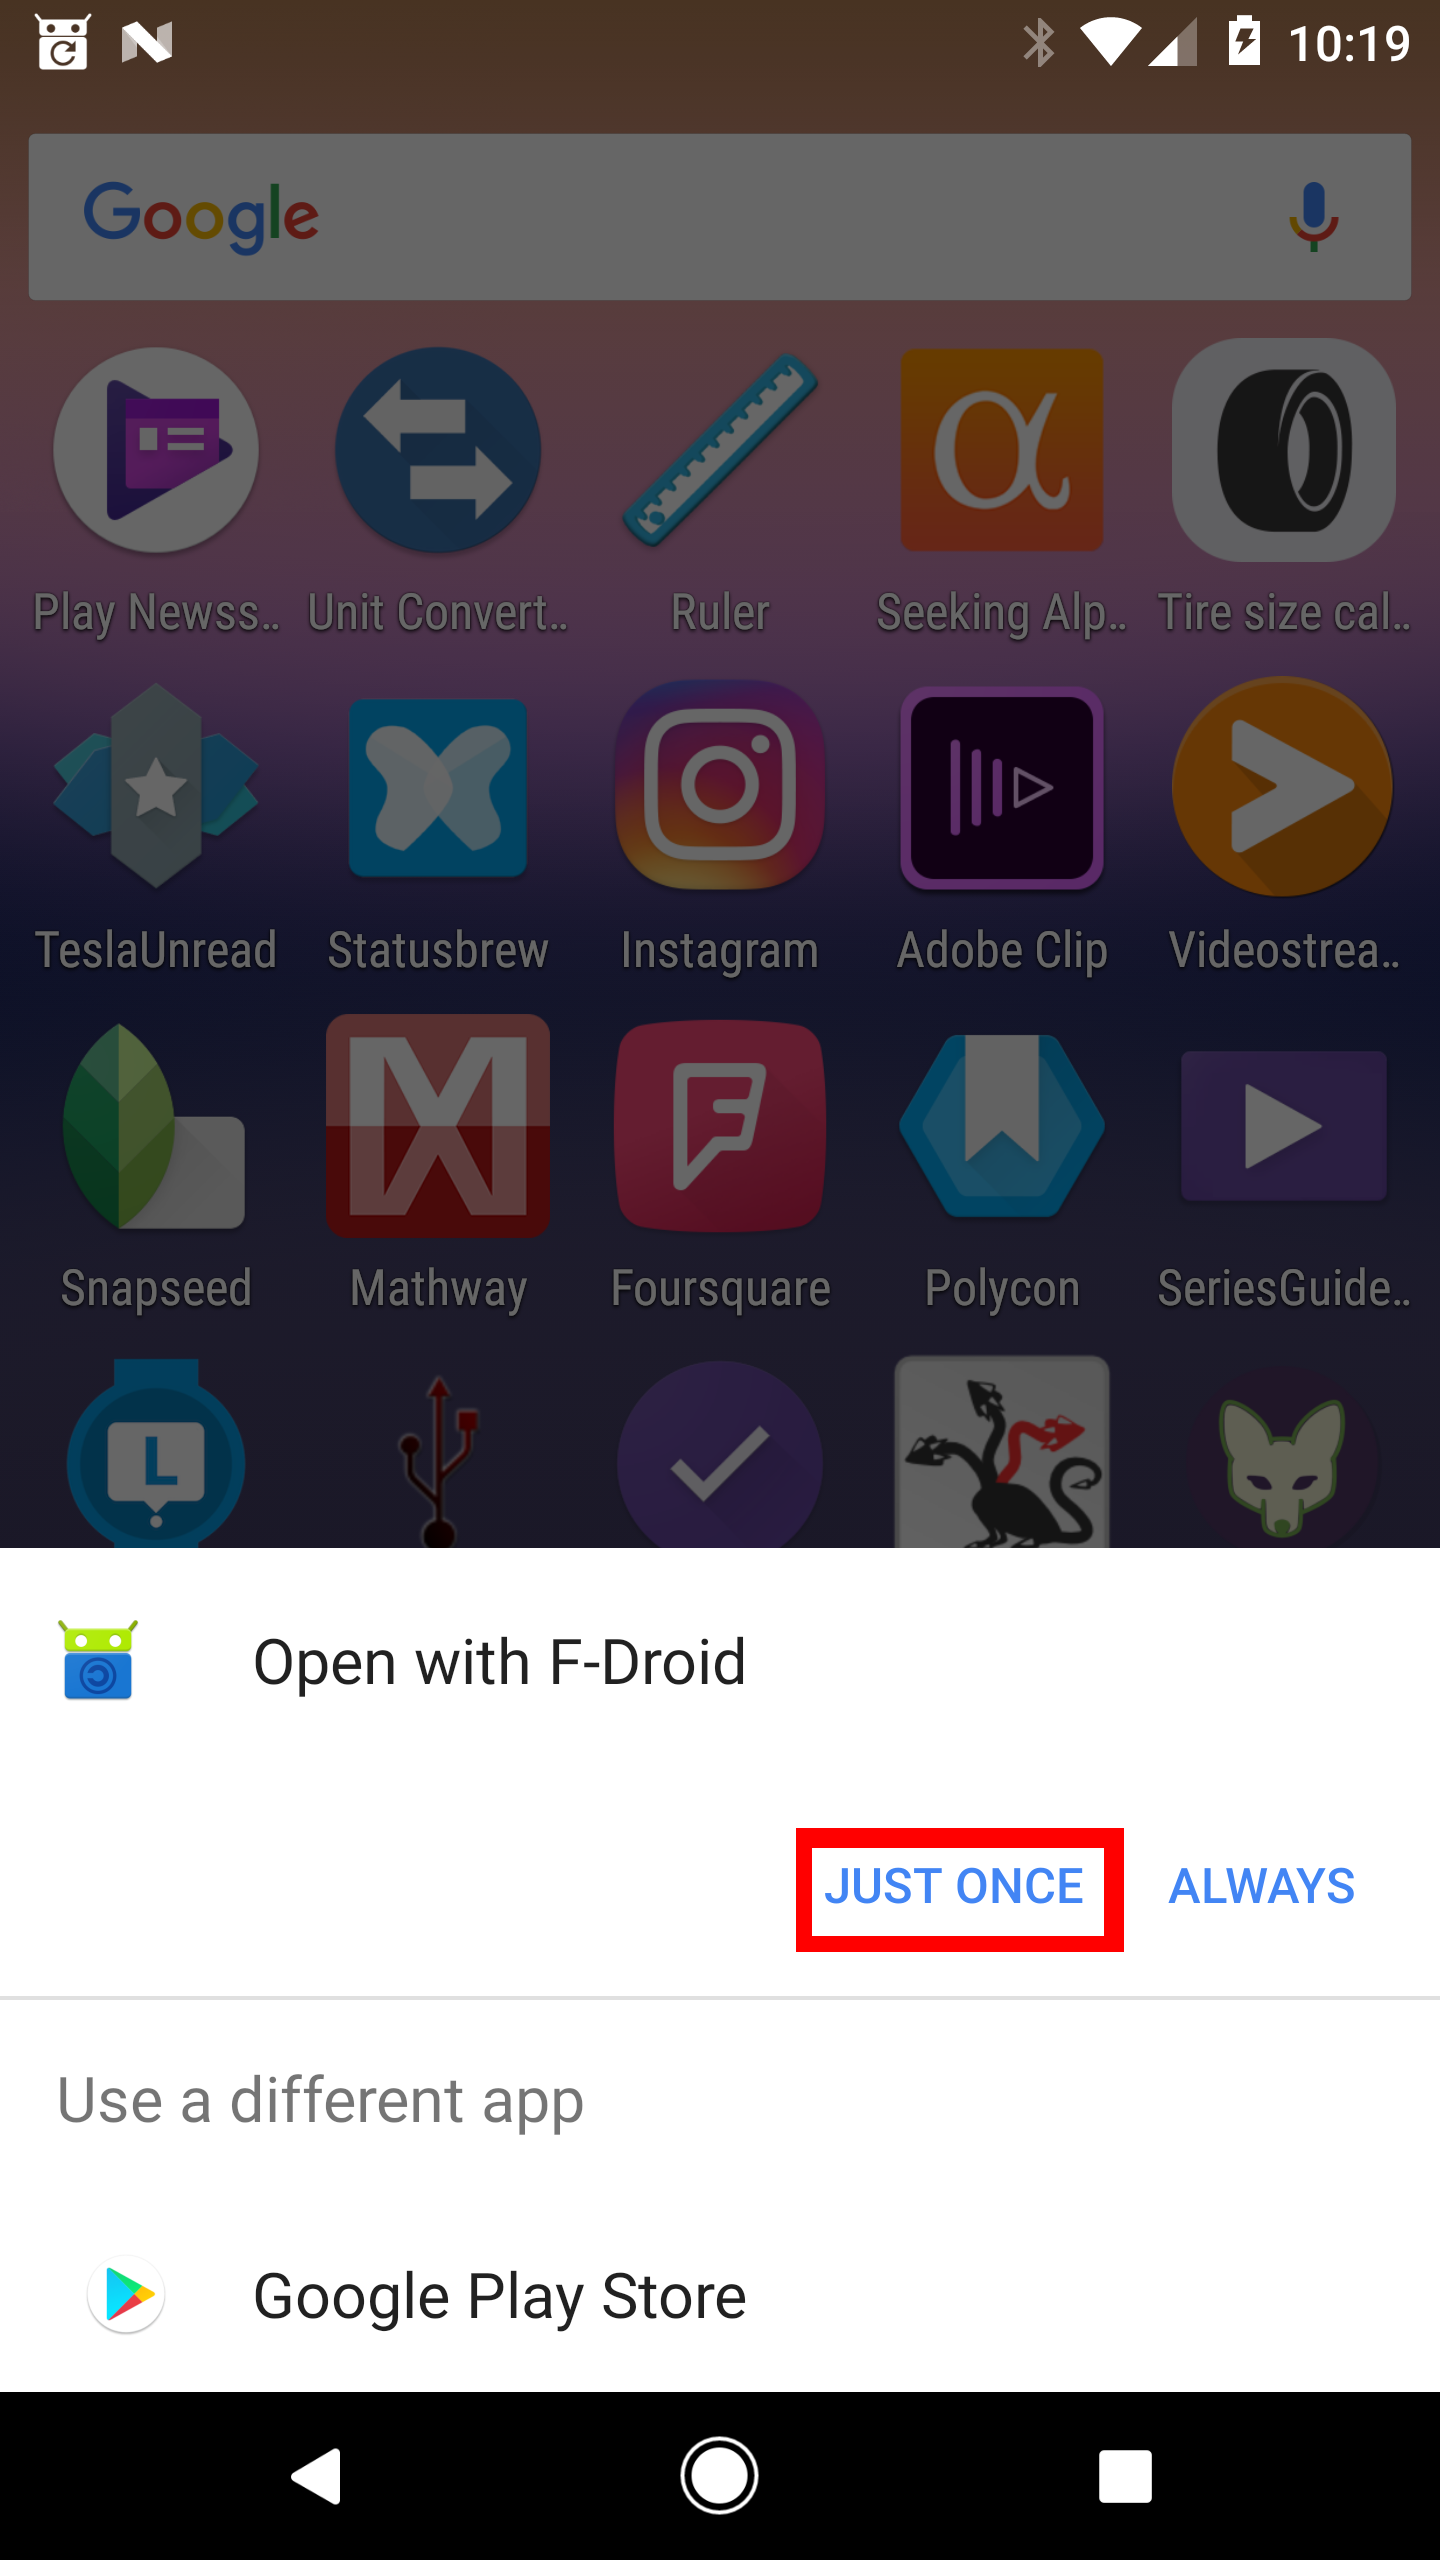 10:19
Google
Play Newss.. Unit Convert.. Ruler Seeking Alp.. Tire size cal..
TeslaUnread Statusbrew Instagram Adobe Clip Videostrea..
Snapseed Mathway Foursquare Polycon SeriesGuide..
L
Open with F-Droid
JUST ONCE ALWAYS
Use a different app
Google Play Store